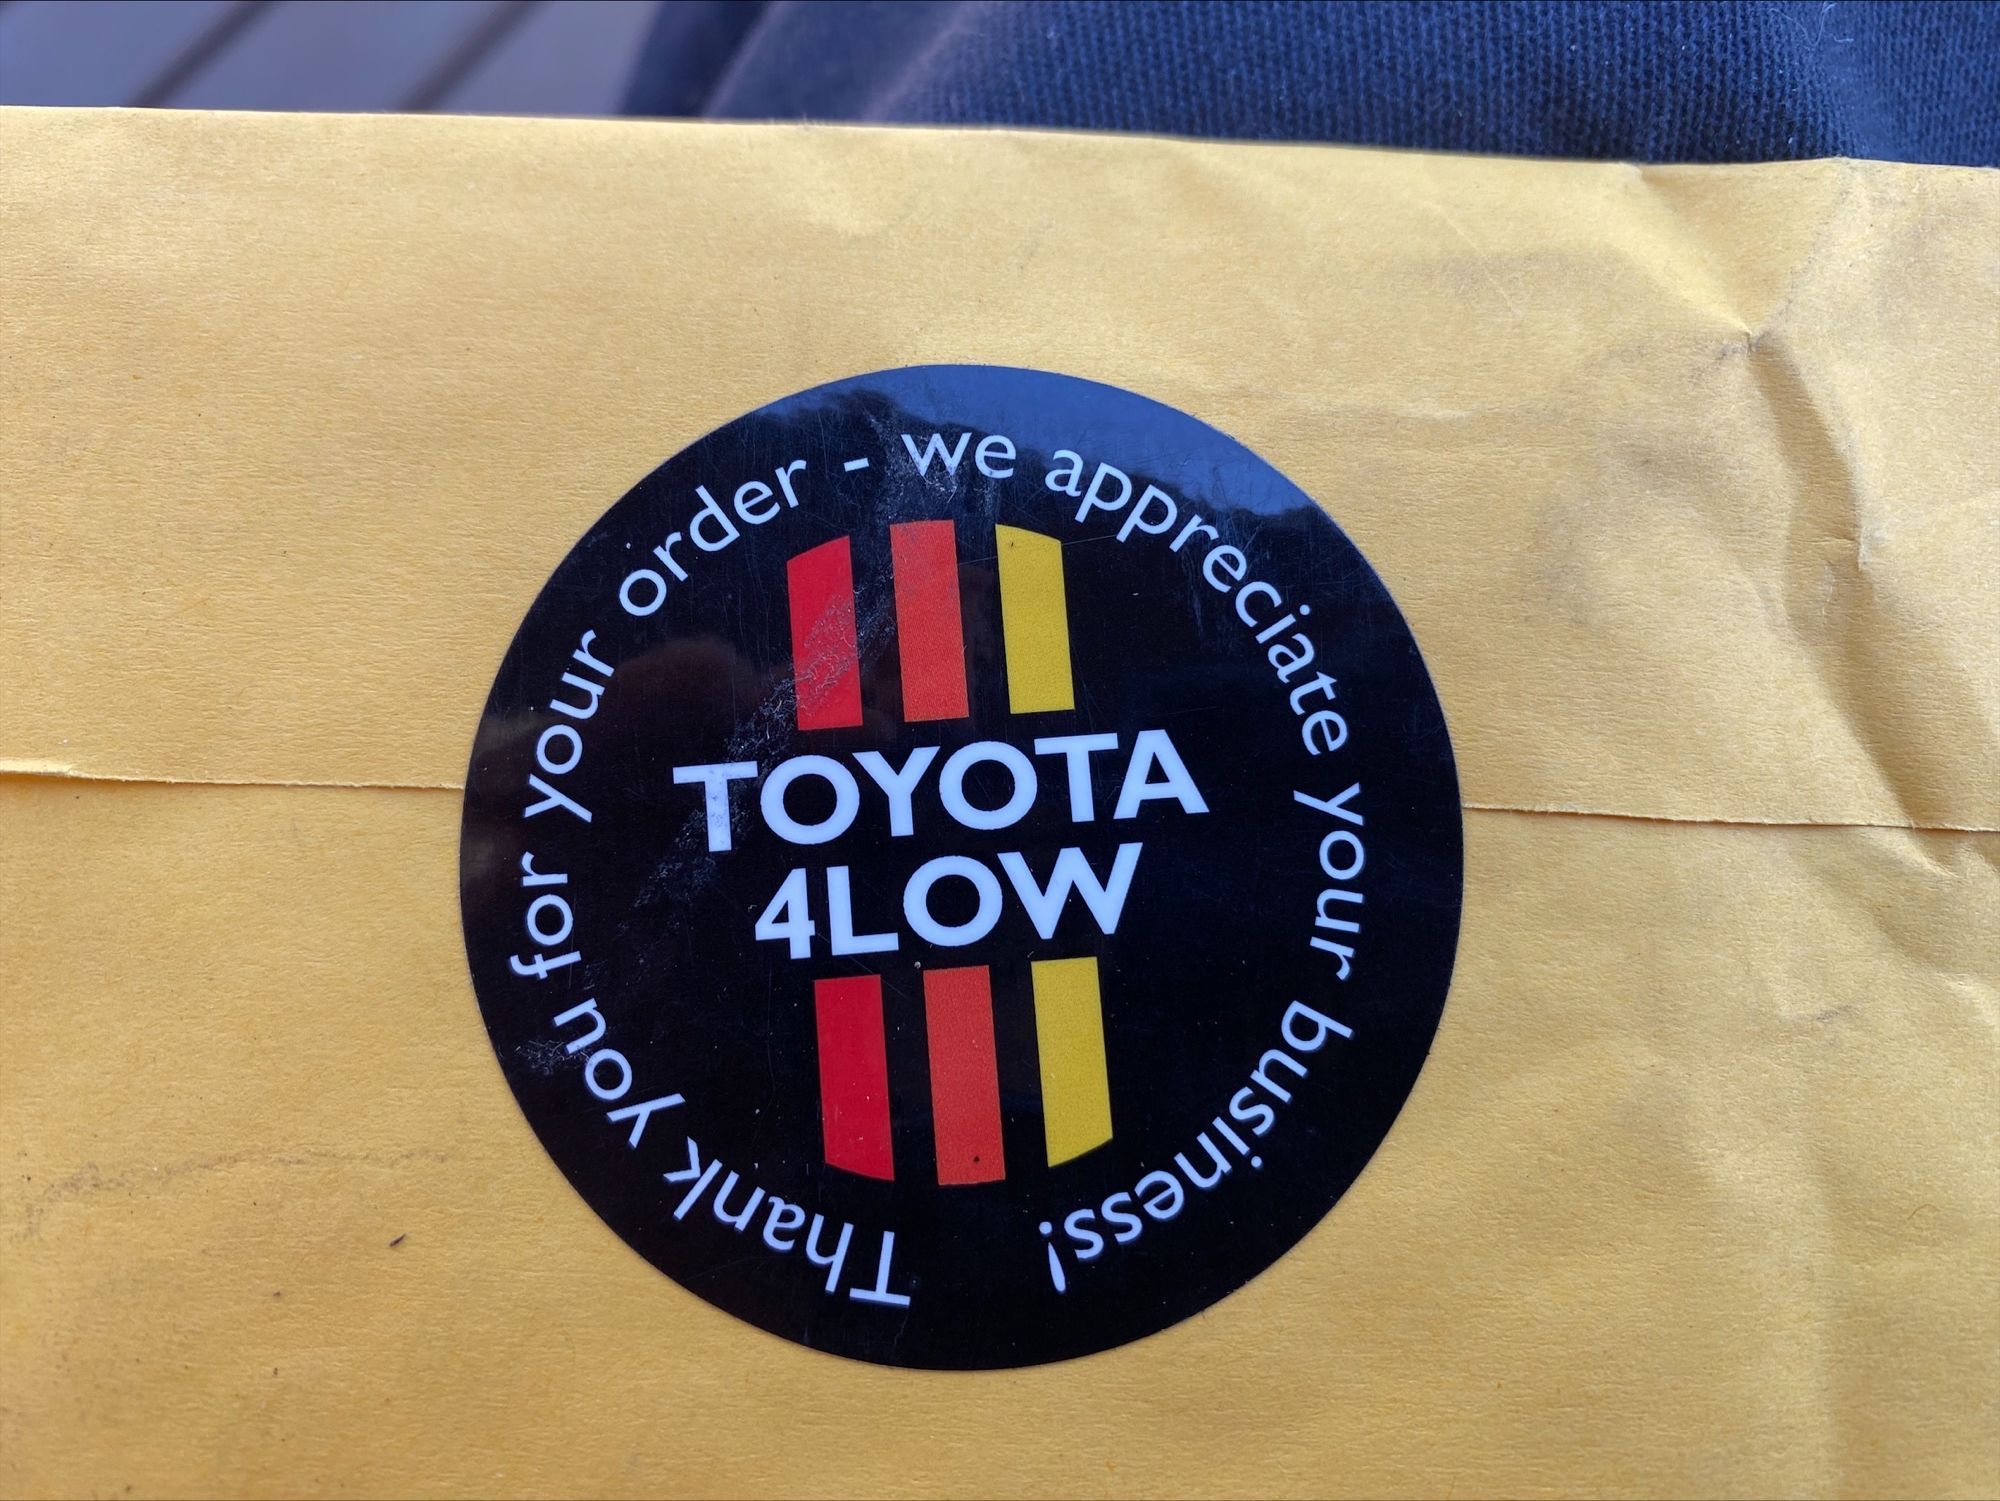 Thank you for your order - we appreciate your business!
TOYOTA
4LOW